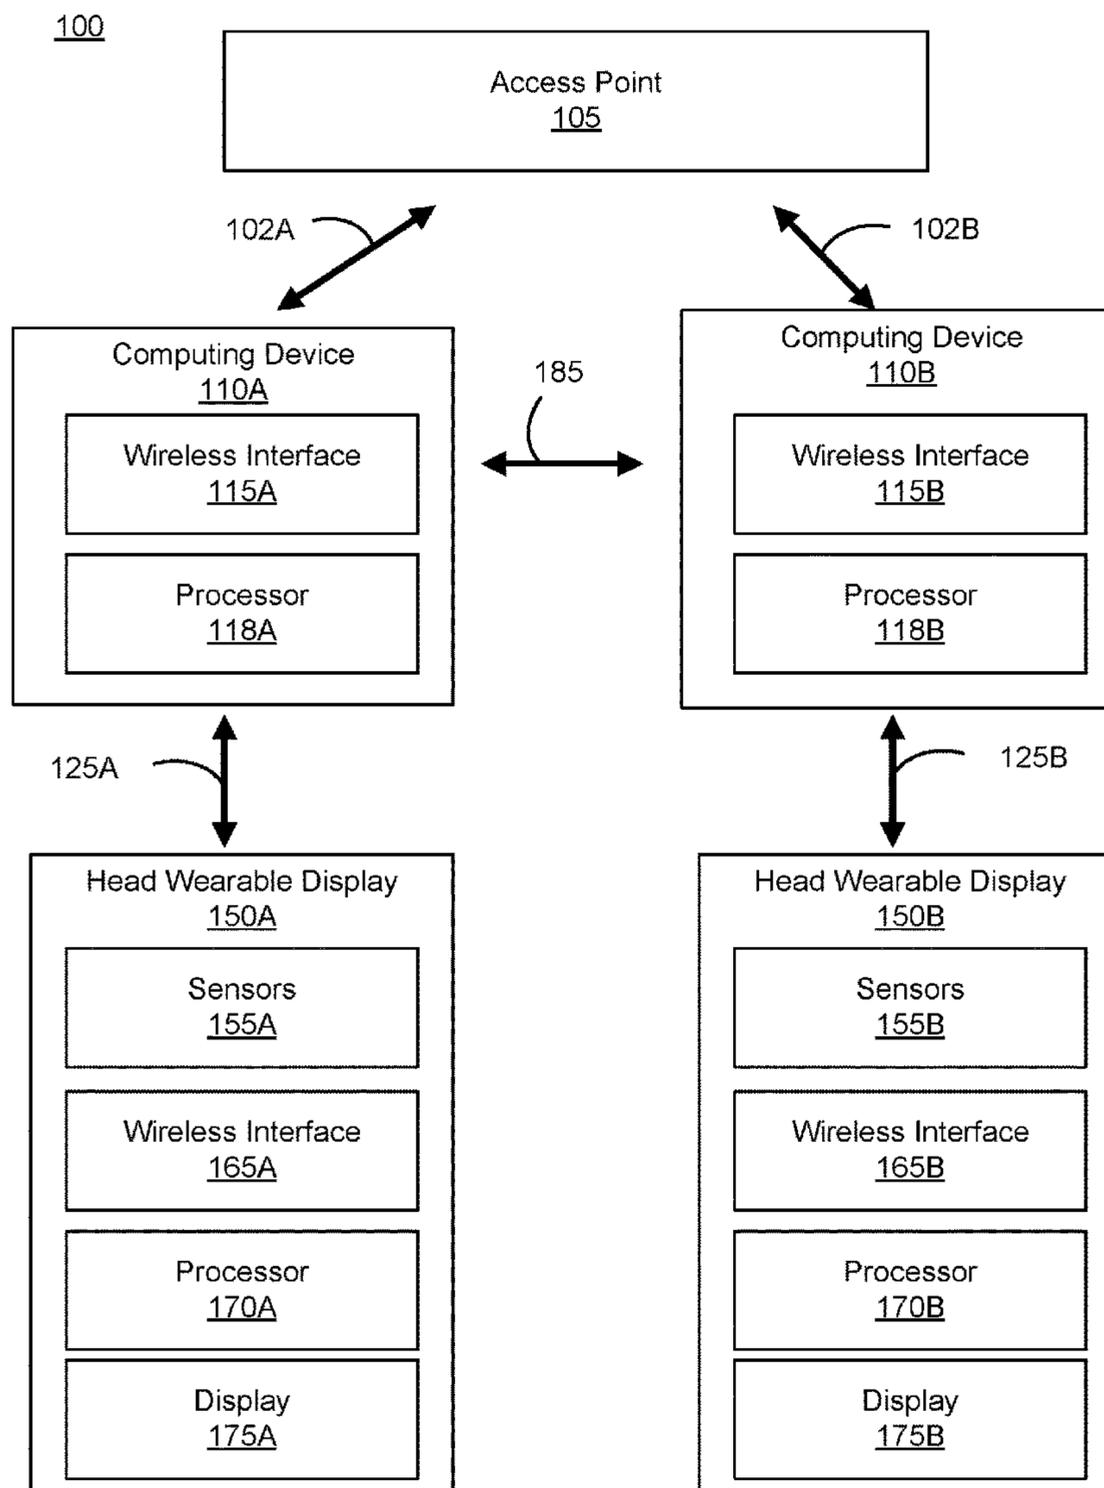 100
Access Point
105
102A
102B
Computing Device
110A
Wireless Interface
115A
Processor
118A
185
Computing Device
110B
Wireless Interface
115B
Processor
118B
125A
125B
Head Wearable Display
150A
Sensors
155A
Wireless Interface
165A
Processor
170A
Display
175A
Head Wearable Display
150B
Sensors
155B
Wireless Interface
165B
Processor
170B
Display
175B